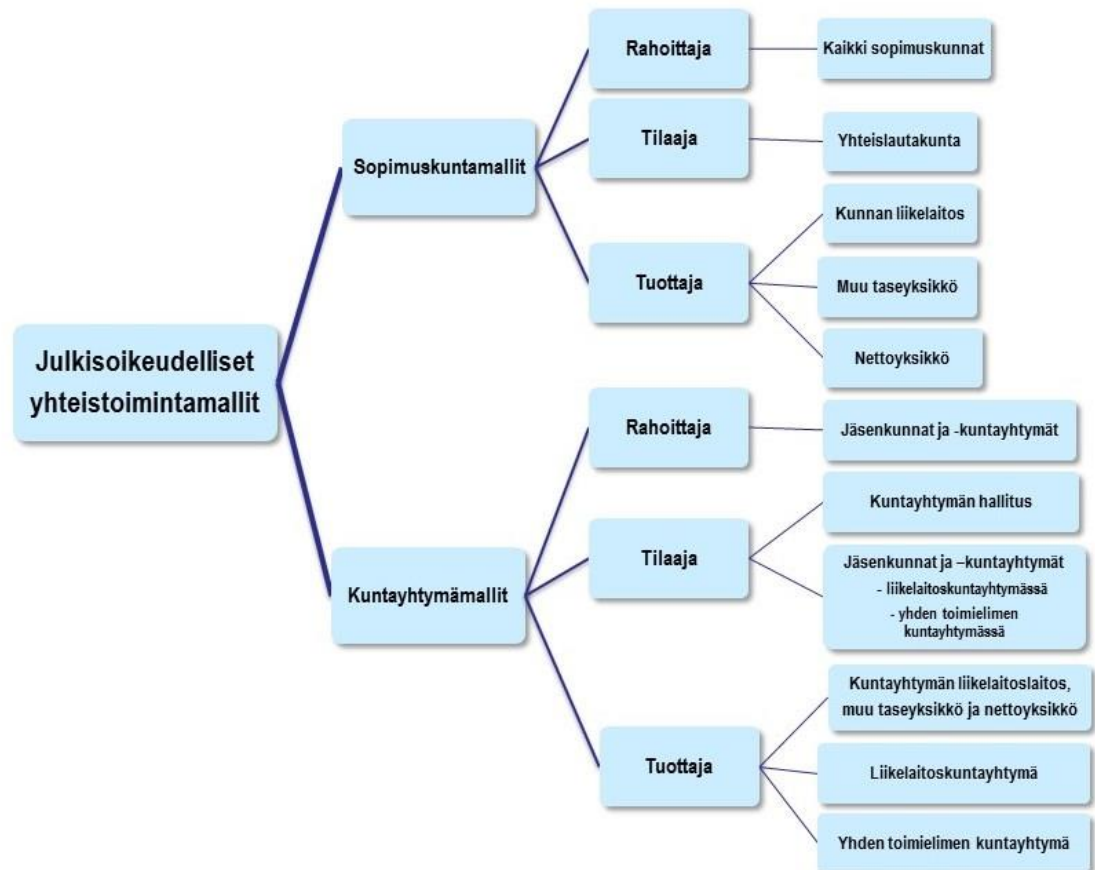 Julkisoikeudelliset
yhteistoimintamallit
Sopimuskuntamallit
Rahoittaja
Kaikki sopimuskunnat
Tilaaja
Yhteislautakunta
Tuottaja
Kunnan liikelaitos
Muu taseyksikkö
Nettoyksikkö
Kuntayhtymämallit
Rahoittaja
Jäsenkunnat ja -kuntayhtymät
Tilaaja
Kuntayhtymän hallitus
Jäsenkunnat ja –kuntayhtymät
- liikelaitoskuntayhtymässä
- yhden toimielimen
kuntayhtymässä
Tuottaja
Kuntayhtymän liikelaitoslaitos,
muu taseyksikkö ja nettoyksikkö
Liikelaitoskuntayhtymä
Yhden toimielimen kuntayhtymä